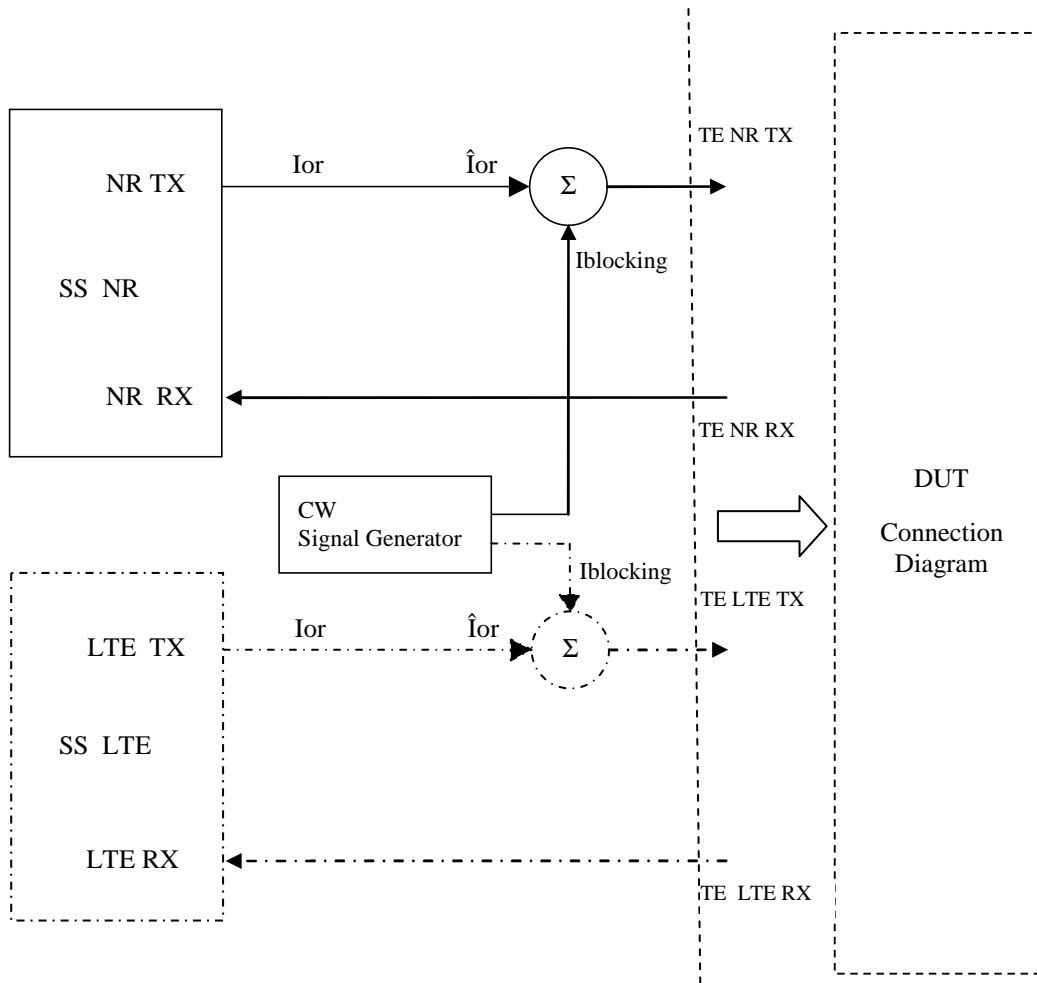 TE NR TX
NR TX
Ior
Îor
Σ
Iblocking
SS NR
NR RX
TE NR RX
CW
Signal Generator
DUT
Connection
Diagram
Iblocking
TE LTE TX
LTE TX
Ior
Îor
Σ
SS LTE
LTE RX
TE LTE RX